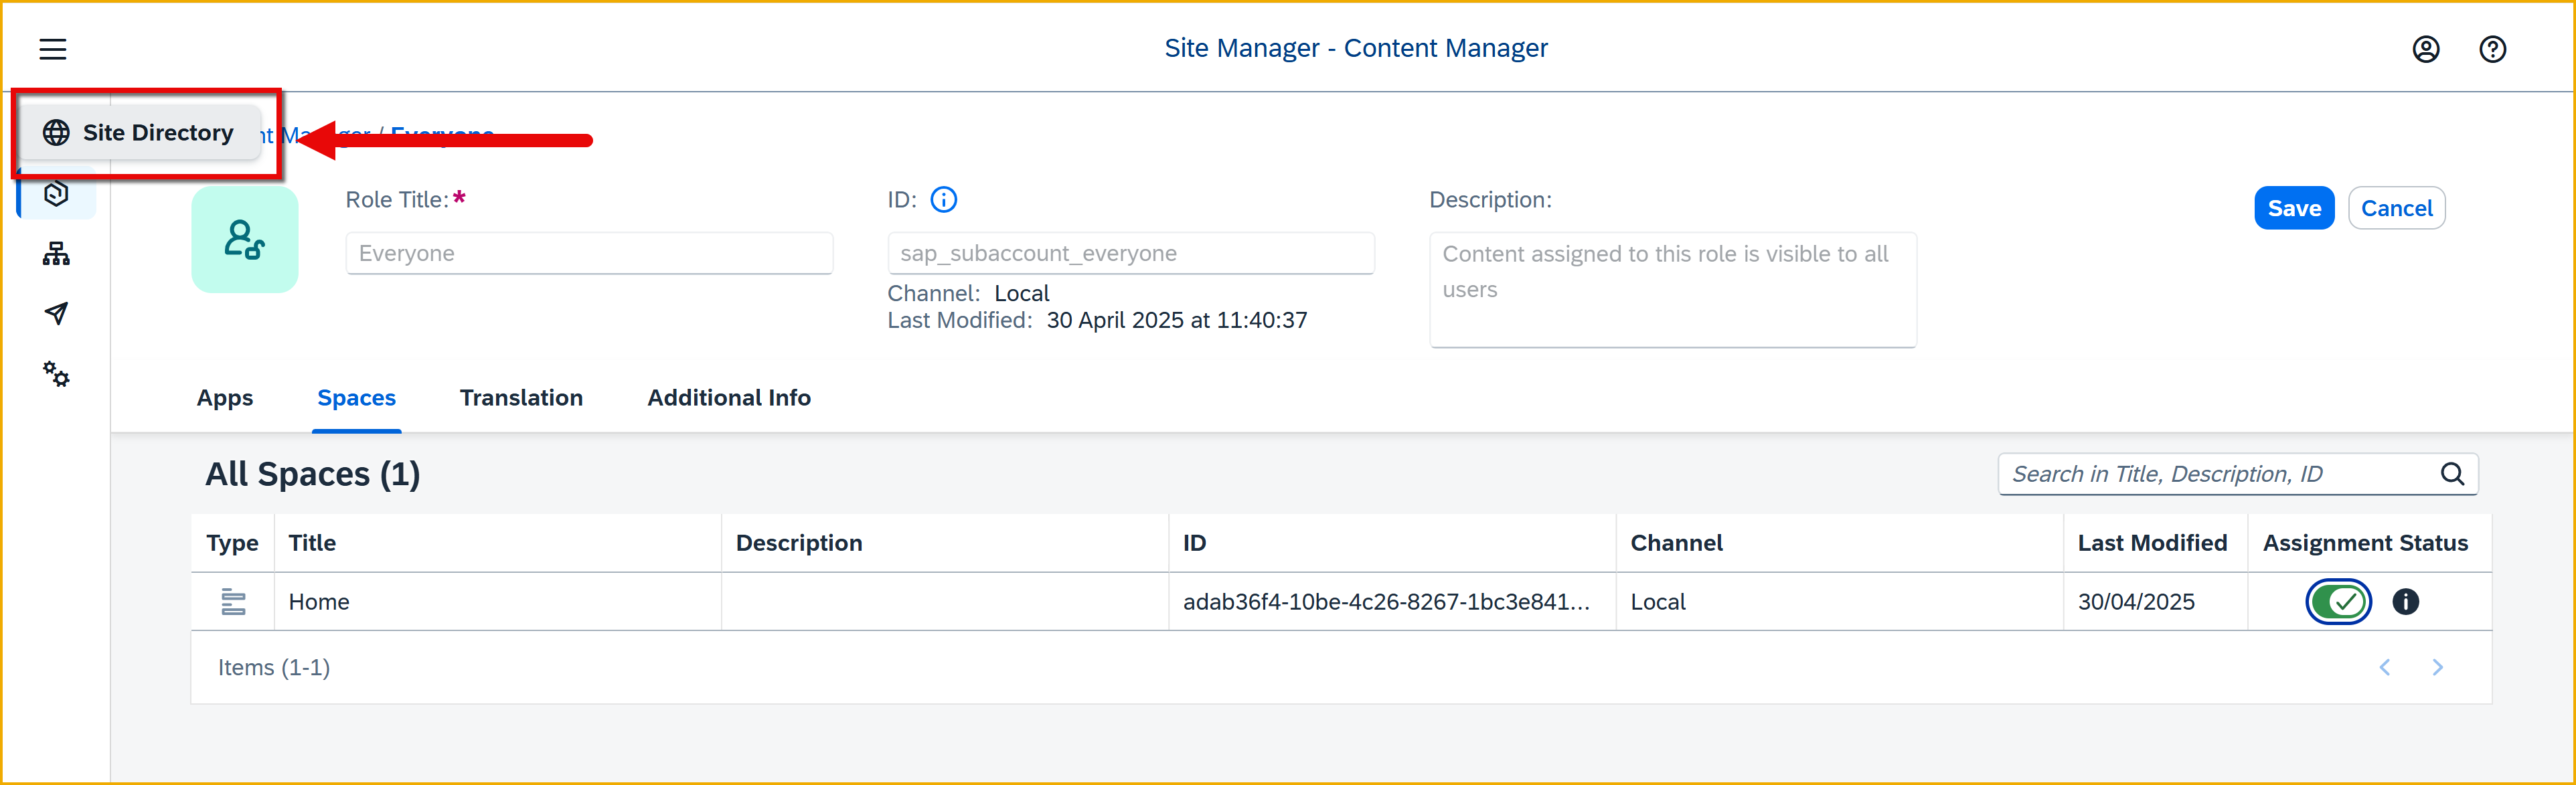 Site Manager - Content Manager
Site Directory
nt Manager / Everyone
Role Title:*
ID:
Description:
Save
Cancel
Everyone
sap_subaccount_everyone
Content assigned to this role is visible to all
users
Channel: Local
Last Modified: 30 April 2025 at 11:40:37
Apps
Spaces
Translation
Additional Info
All Spaces (1)
Search in Title, Description, ID
Type
Title
Description
ID
Channel
Last Modified
Assignment Status
Home
adab36f4-10be-4c26-8267-1bc3e841...
Local
30/04/2025
Items (1-1)